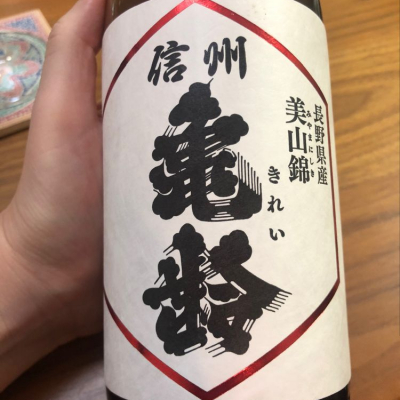 信州
亀齢
きれい
長野県産
美山錦
みやまにしき